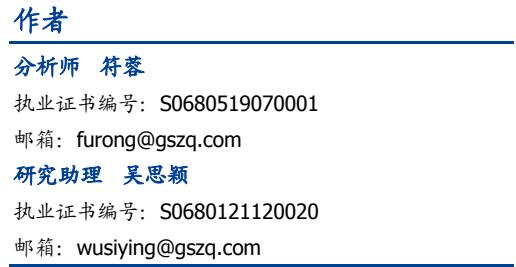 作者
分析师 符蓉
执业证书编号：S0680519070001
邮箱：furong@gszq.com
研究助理 吴思颖
执业证书编号：S0680121120020
邮箱：wusiying@gszq.com